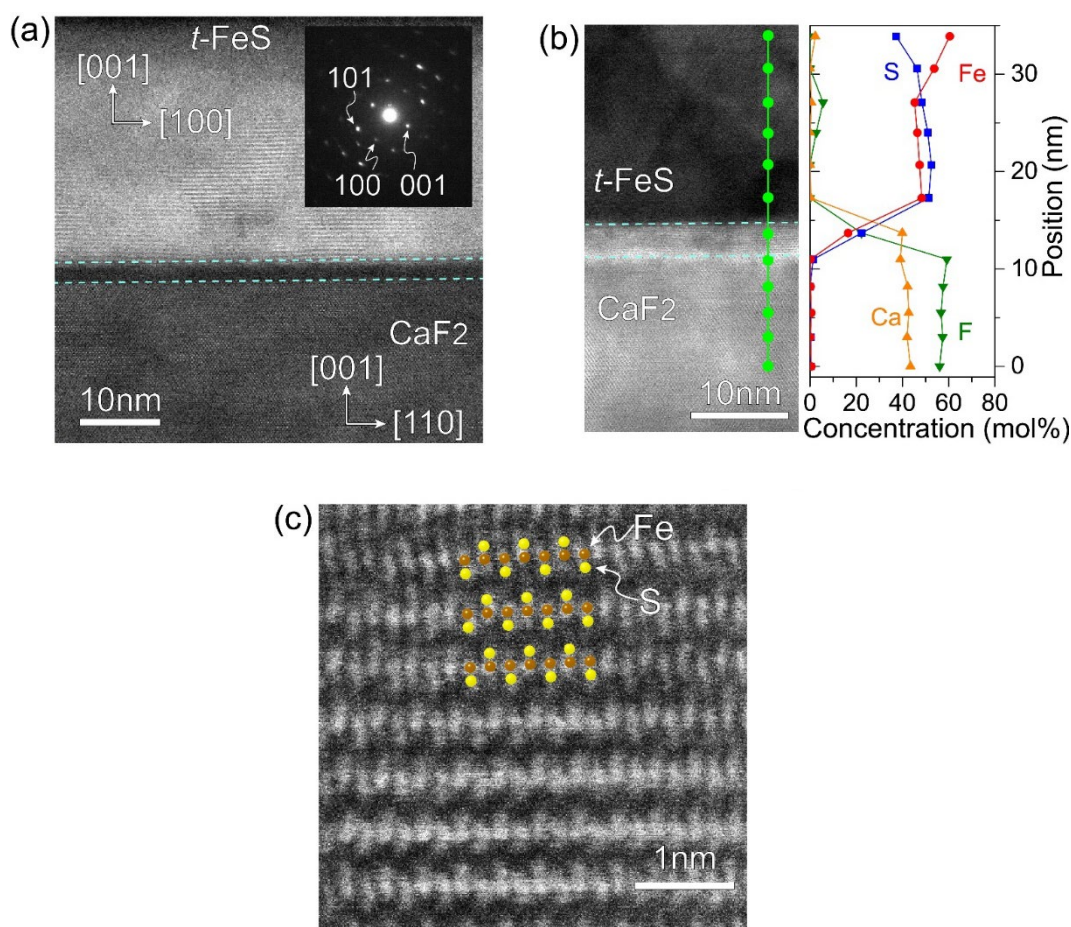 (a)
t-FeS
[001]
[100]
101
100
001
CaF2
[001]
[110]
10nm
(b)
t-FeS
CaF2
10nm
S
Fe
Ca
F
30
20
10
0
Position (nm)
0 20 40 60 80
Concentration (mol%)
(c)
Fe
S
1nm